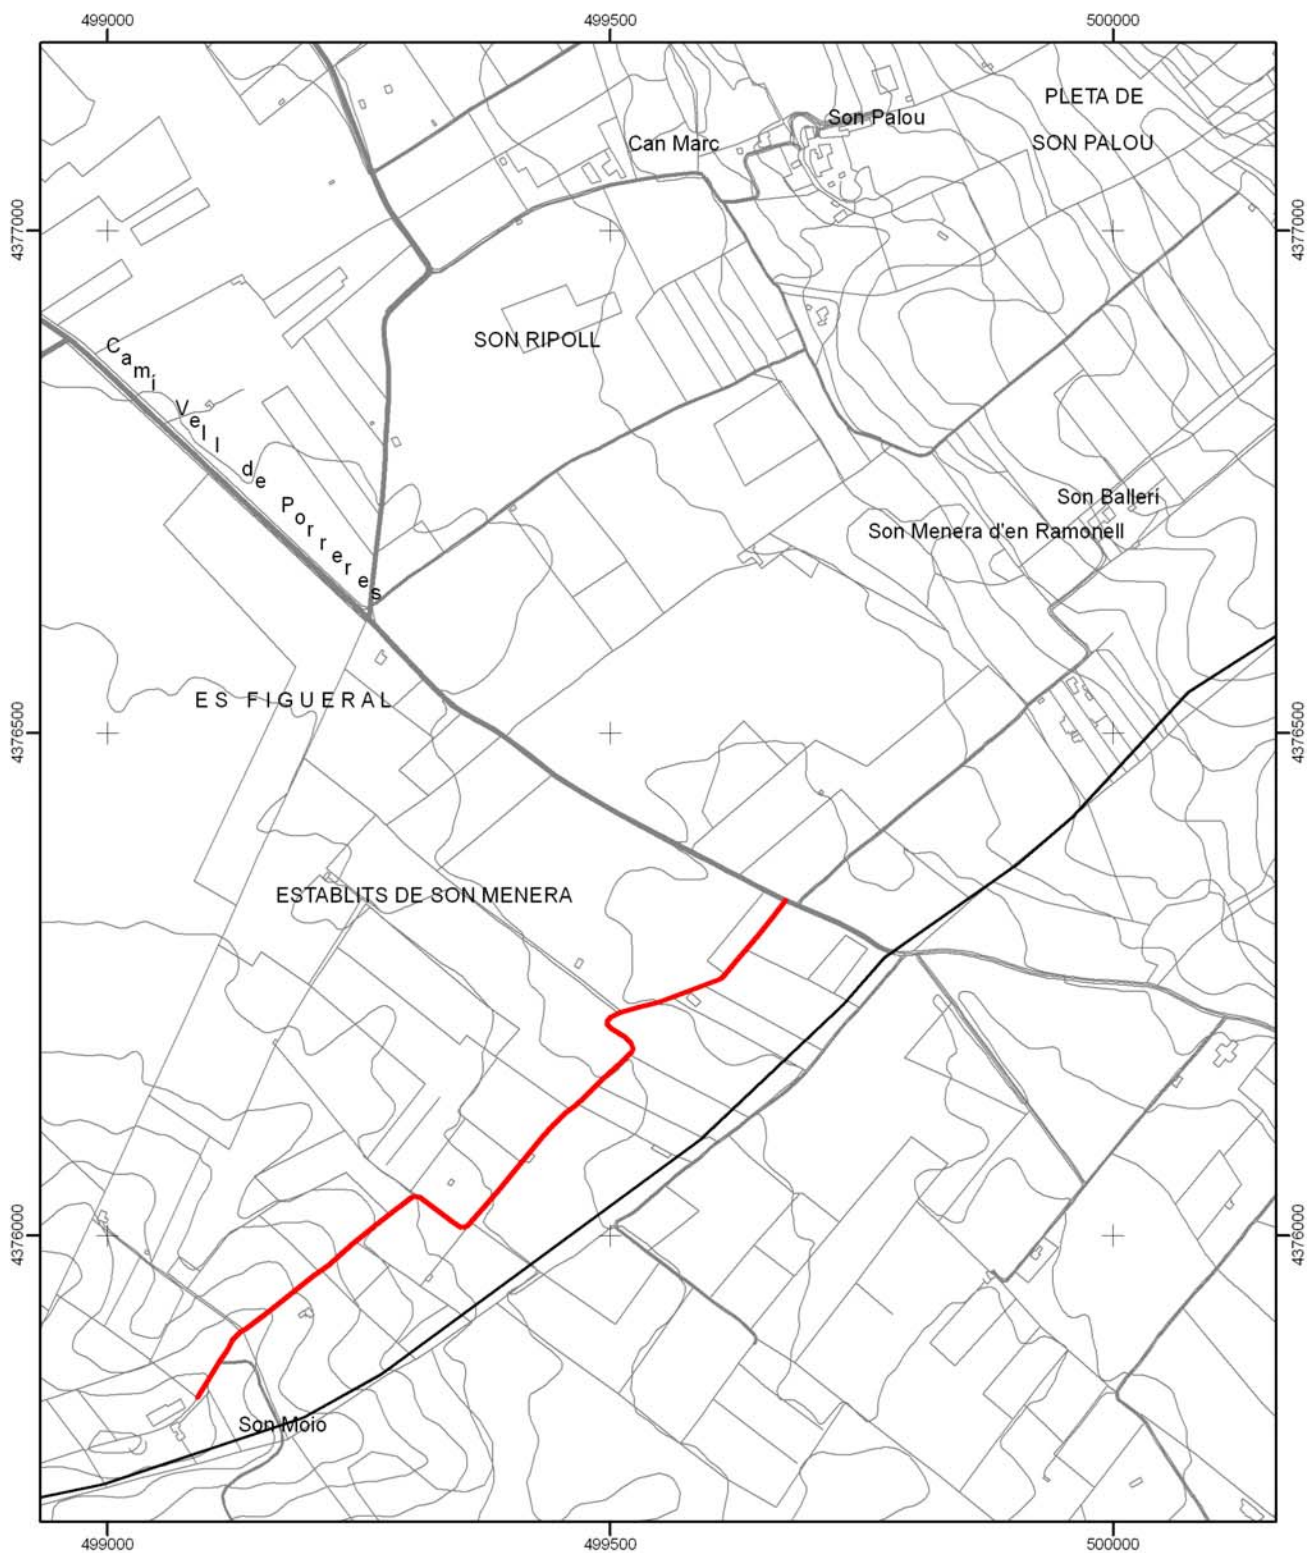 499000 499500 500000
PLETA DE
Son Palou
Can Marc
SON PALOU
4377000
4377000
SON RIPOLL
Camí Vell de Porreres
Son Ballerí
Son Menera d'en Ramonell
ES FIGUERAL
4376500
4376500
ESTABLITS DE SON MENERA
4376000
4376000
Son Moio
499000 499500 500000